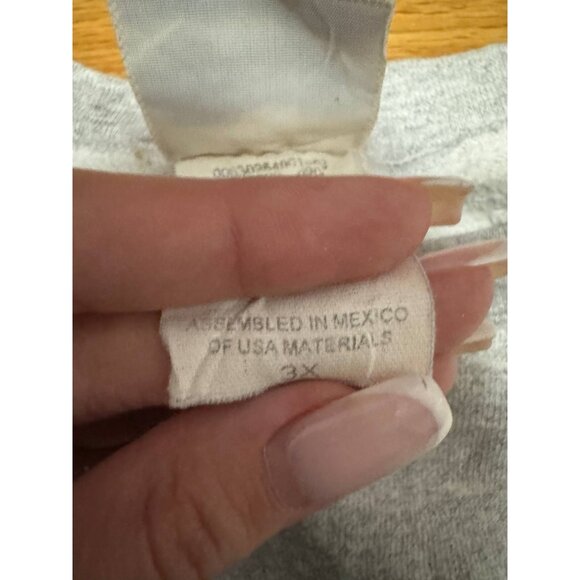 ASSEMBLED IN MEXICO
OF USA MATERIALS
3X